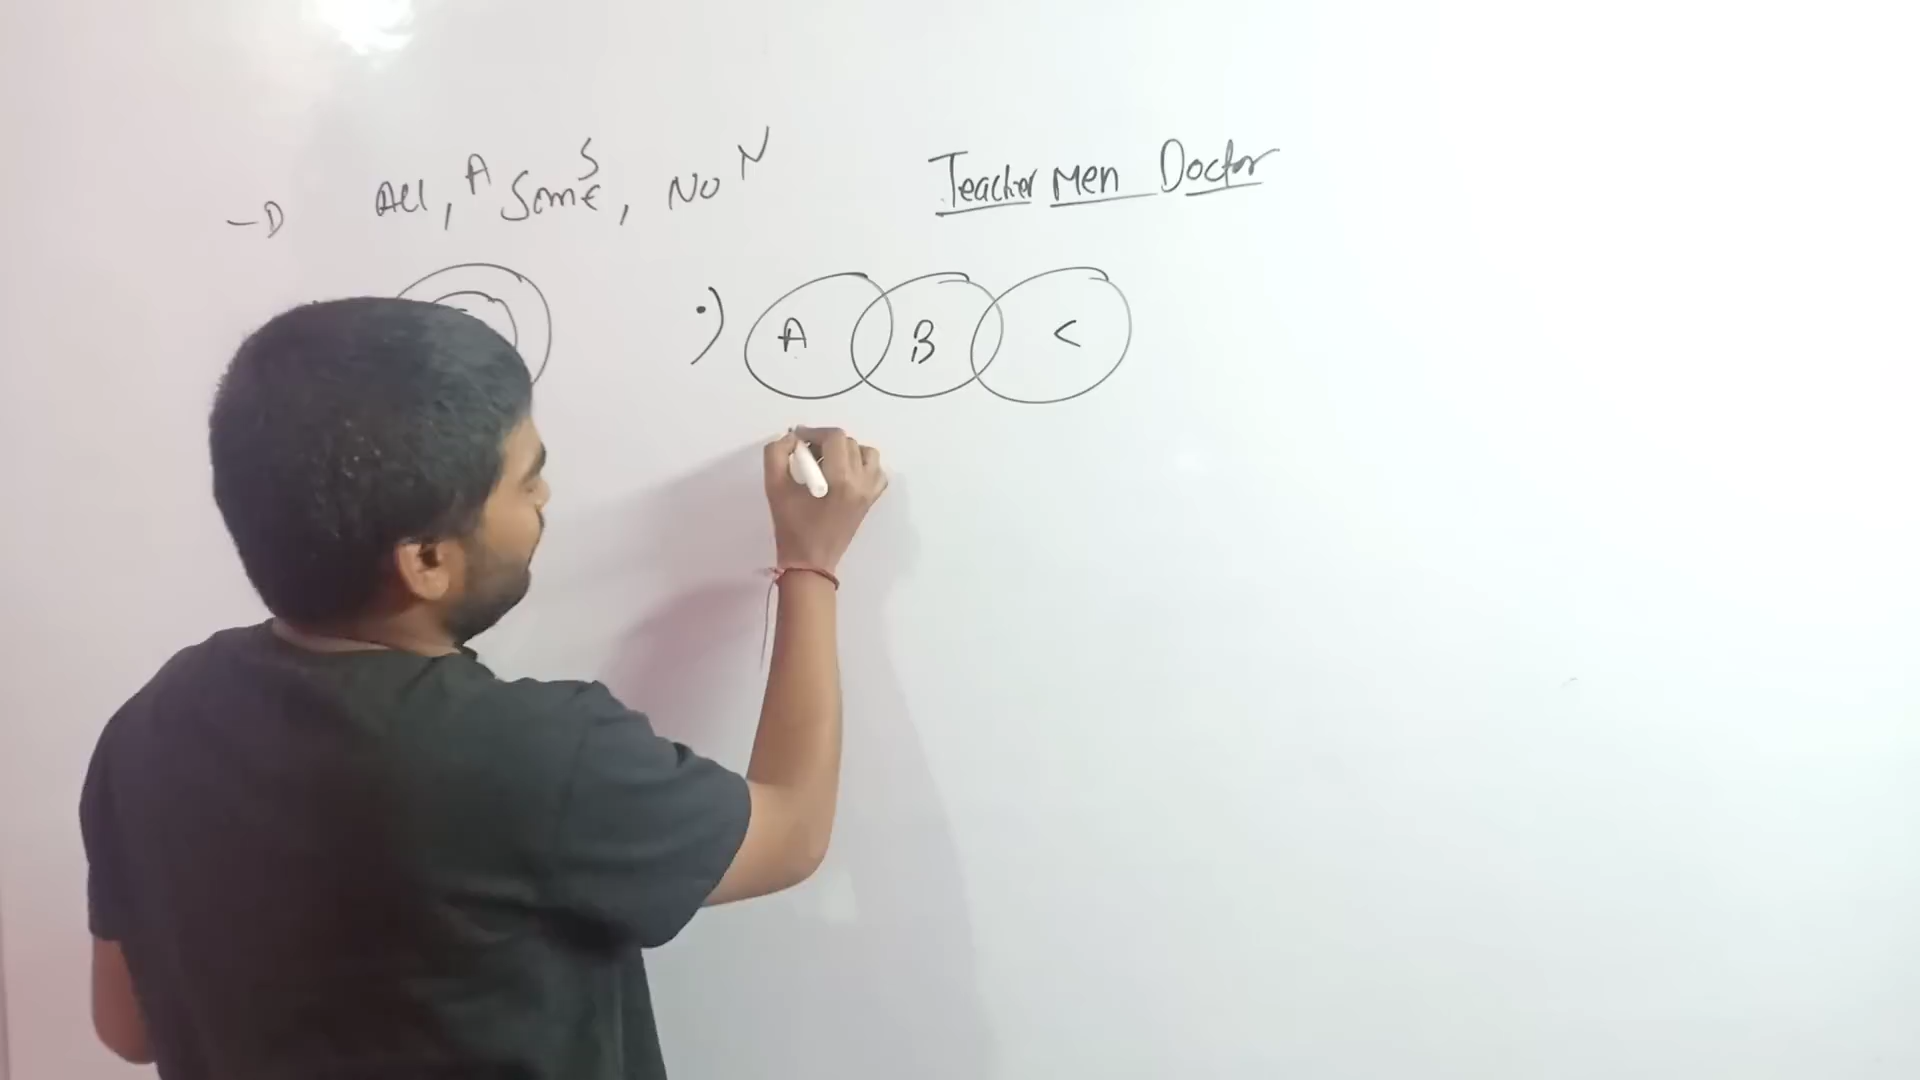 → All, A Some S, No N
Teacher Men Doctor
•) A B C